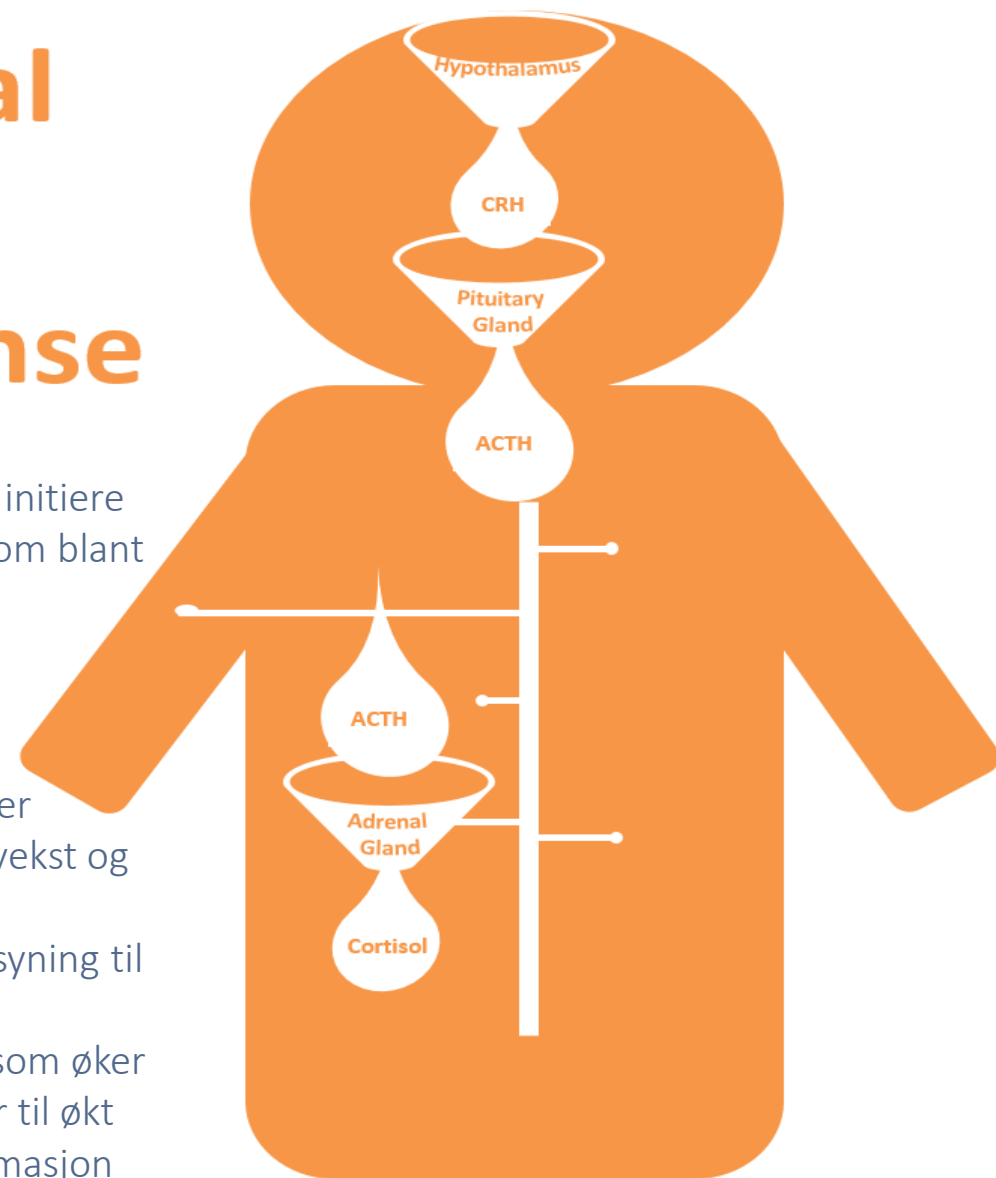 al
nse
initiere
om blant
er
vekst og
syning til
som øker
r til økt
masjon
Hypothalamus
CRH
Pituitary
Gland
ACTH
ACTH
Adrenal
Gland
Cortisol